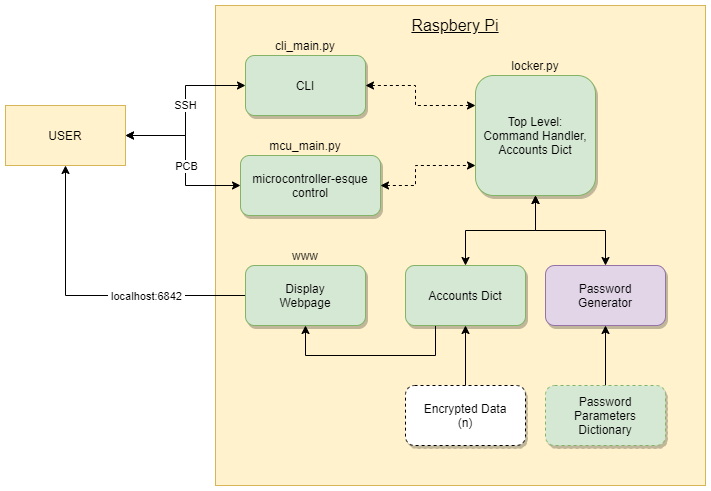 Raspbery Pi
cli_main.py
CLI
locker.py
Top Level:
Command Handler,
Accounts Dict
SSH
USER
PCB
mcu_main.py
microcontroller-esque
control
www
Display
Webpage
localhost:6842
Accounts Dict
Password
Generator
Encrypted Data
(n)
Password
Parameters
Dictionary